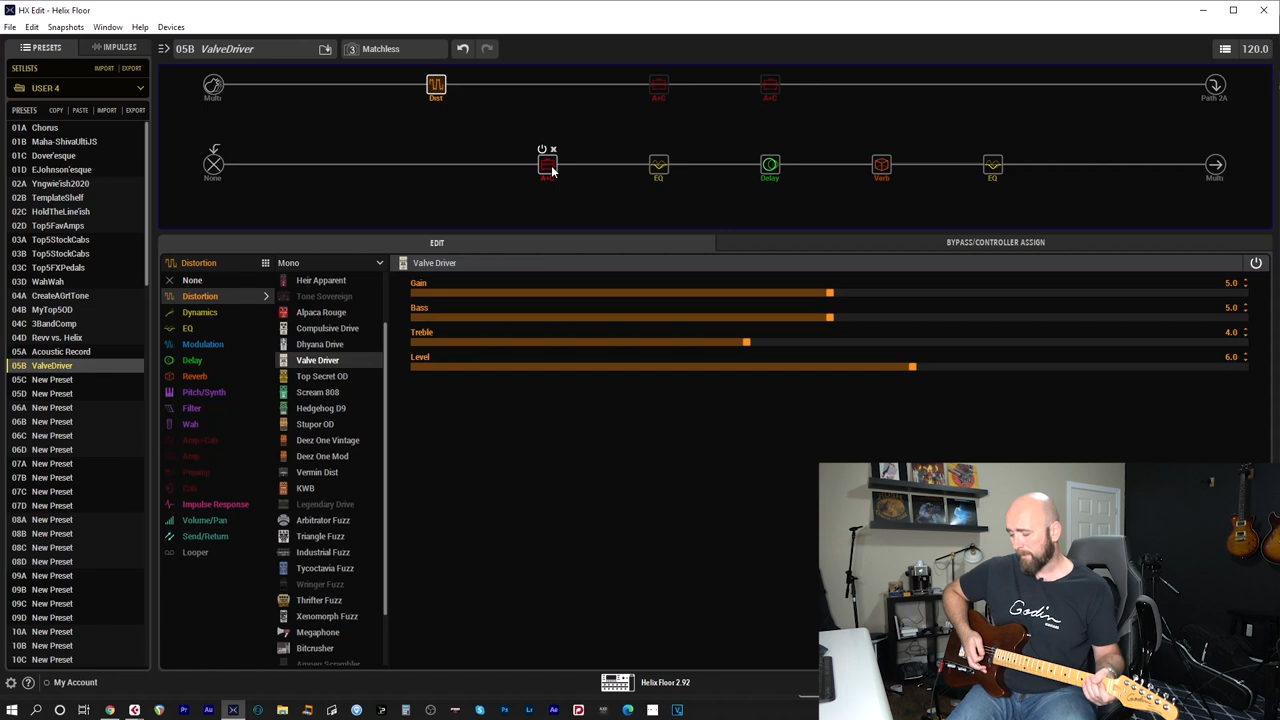 HX Edit - Helix Floor
File Edit Snapshots Window Help Devices
PRESETS IMPULSES
05B ValveDriver
3 Matchless
120.0
SETLISTS IMPORT EXPORT
USER 4
PRESETS COPY PASTE IMPORT EXPORT
01A Chorus
01B Maha-ShivaUltiJS
01C Dover'esque
01D EJohnson'esque
02A Yngwie'ish2020
02B TemplateShelf
02C HoldTheLine'ish
02D Top5FavAmps
03A Top5StockCabs
03B Top5StockCabs
03C Top5FXPedals
03D WahWah
04A CreateAGrtTone
04B MyTop5OD
04C 3BandComp
04D Revv vs. Helix
05A Acoustic Record
05B ValveDriver
05C New Preset
05D New Preset
06A New Preset
06B New Preset
06C New Preset
06D New Preset
07A New Preset
07B New Preset
07C New Preset
07D New Preset
08A New Preset
08B New Preset
08C New Preset
08D New Preset
09A New Preset
09B New Preset
09C New Preset
09D New Preset
10A New Preset
10B New Preset
10C New Preset
Multi Dist A+C A+C Path 2A
None A+C EQ Delay Verb EQ Multi
EDIT BYPASS/CONTROLLER ASSIGN
Distortion Mono
None
Distortion
Dynamics
EQ
Modulation
Delay
Reverb
Pitch/Synth
Filter
Wah
Amp+Cab
Amp
Preamp
Cab
Impulse Response
Volume/Pan
Send/Return
Looper
Heir Apparent
Tone Sovereign
Alpaca Rouge
Compulsive Drive
Dhyana Drive
Valve Driver
Top Secret OD
Scream 808
Hedgehog D9
Stupor OD
Deez One Vintage
Deez One Mod
Vermin Dist
KWB
Legendary Drive
Arbitrator Fuzz
Triangle Fuzz
Industrial Fuzz
Tycoctavia Fuzz
Wringer Fuzz
Thrifter Fuzz
Xenomorph Fuzz
Megaphone
Bitcrusher
Ampeg Scrambler
Valve Driver
Gain 5.0
Bass 5.0
Treble 4.0
Level 6.0
Godin
My Account
Helix Floor 2.92